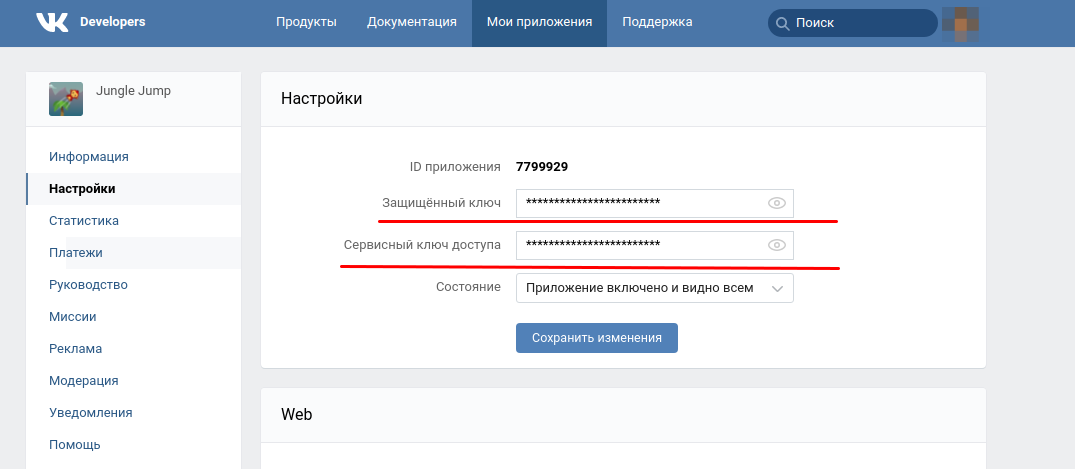 VK Developers
Продукты
Документация
Мои приложения
Поддержка
Поиск
Jungle Jump
Информация
Настройки
Статистика
Платежи
Руководство
Миссии
Реклама
Модерация
Уведомления
Помощь
Настройки
ID приложения 7799929
Защищённый ключ ************************
Сервисный ключ доступа ************************
Состояние Приложение включено и видно всем
Сохранить изменения
Web